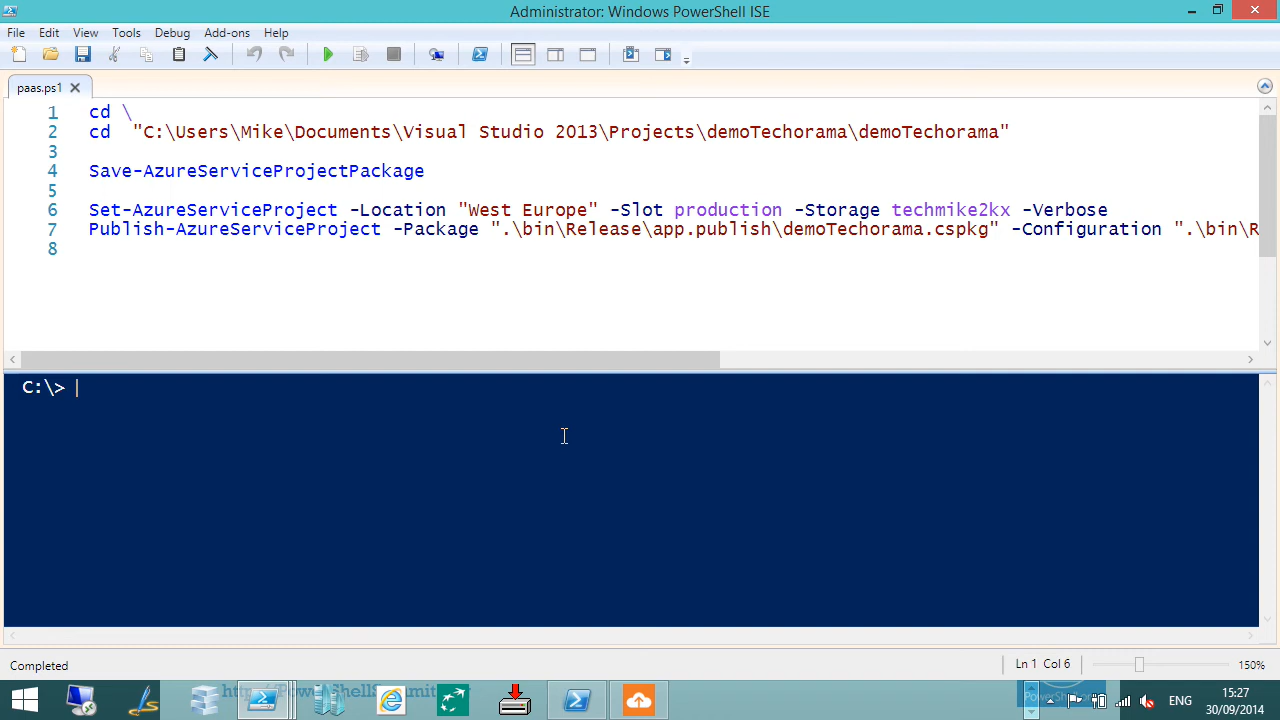 Administrator: Windows PowerShell ISE
File Edit View Tools Debug Add-ons Help
paas.ps1
1 cd \
2 cd "C:\Users\Mike\Documents\Visual Studio 2013\Projects\demoTechorama\demoTechorama"
3
4 Save-AzureServiceProjectPackage
5
6 Set-AzureServiceProject -Location "West Europe" -Slot production -Storage techmike2kx -Verbose
7 Publish-AzureServiceProject -Package ".\bin\Release\app.publish\demoTechorama.cspkg" -Configuration ".\bin\R
8
C:\>
Completed
Ln 1 Col 6
150%
ENG
15:27
30/09/2014